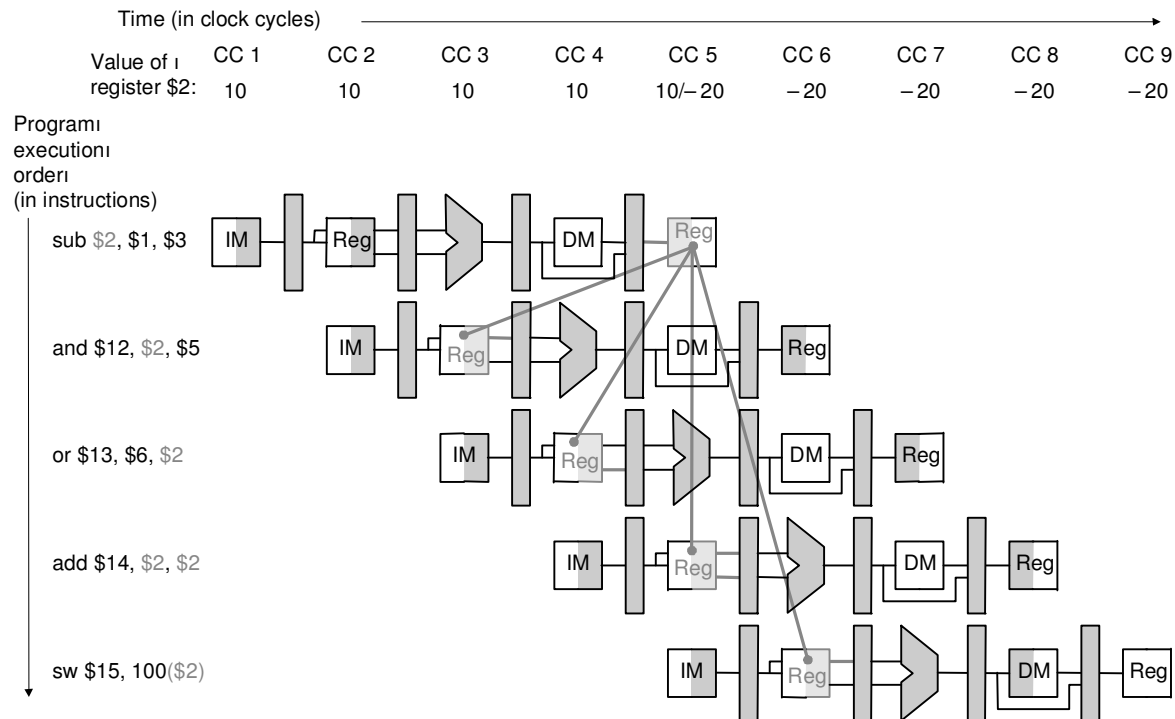 Time (in clock cycles)
CC 1 CC 2 CC 3 CC 4 CC 5 CC 6 CC 7 CC 8 CC 9
Value of ı
register $2:
10 10 10 10 10/–20 –20 –20 –20 –20
Programı
executionı
orderı
(in instructions)
sub $2, $1, $3
IM Reg DM Reg
and $12, $2, $5
IM Reg DM Reg
or $13, $6, $2
IM Reg DM Reg
add $14, $2, $2
IM Reg DM Reg
sw $15, 100($2)
IM Reg DM Reg